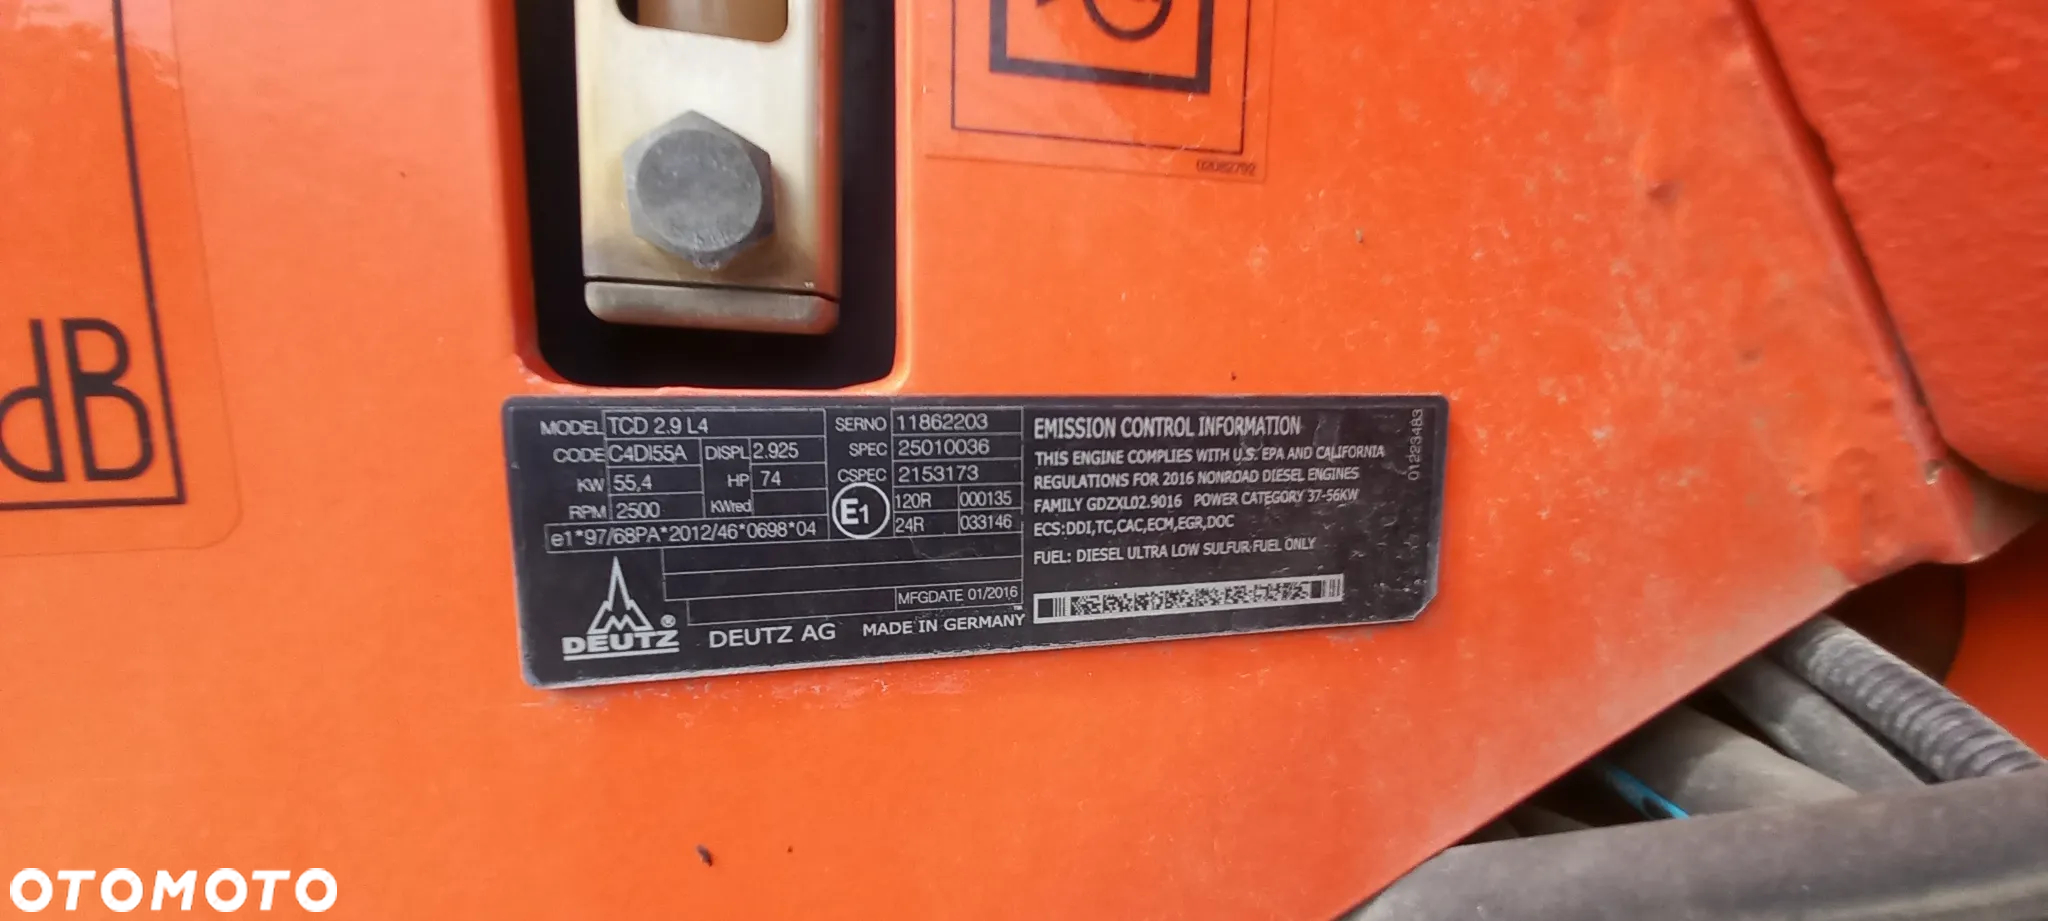 02082792
dB
MODEL TCD 2.9 L4
CODE C4DI55A DISPL 2.925
KW 55,4 HP 74
RPM 2500 KWred
e1*97/68PA*2012/46*0698*04
SERNO 11862203
SPEC 25010036
CSPEC 2153173
E1 120R 000135
24R 033146
MFGDATE 01/2016
DEUTZ® DEUTZ AG MADE IN GERMANY
EMISSION CONTROL INFORMATION
THIS ENGINE COMPLIES WITH U.S. EPA AND CALIFORNIA
REGULATIONS FOR 2016 NONROAD DIESEL ENGINES
FAMILY GDZXL02.9016 POWER CATEGORY 37-56KW
ECS:DDI,TC,CAC,ECM,EGR,DOC
FUEL: DIESEL ULTRA LOW SULFUR FUEL ONLY
01223483
OTOMOTO